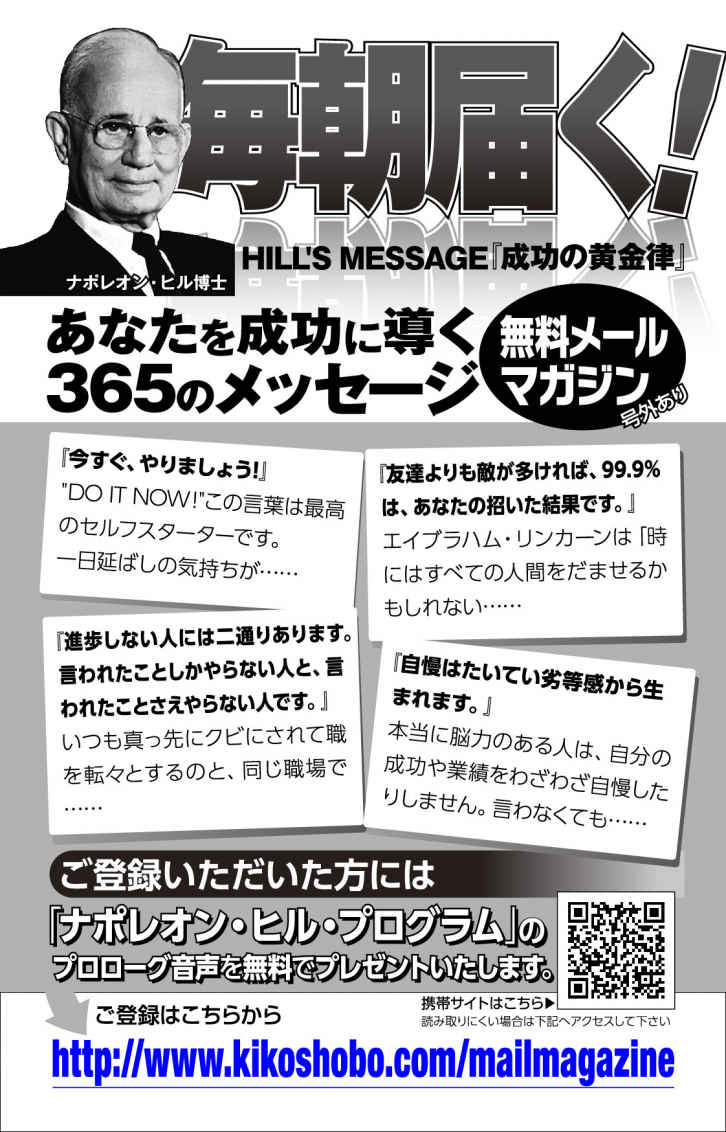 毎朝届く!
HILL'S MESSAGE『成功の黄金律』
ナポレオン・ヒル博士
あなたを成功に導く
365のメッセージ
無料メール
マガジン
号外あり
『今すぐ、やりましょう!』
"DO IT NOW!"この言葉は最高
のセルフスターターです。
一日延ばしの気持ちが……
『友達よりも敵が多ければ、99.9%
は、あなたの招いた結果です。』
エイブラハム・リンカーンは「時
にはすべての人間をだませるか
もしれない……
『進歩しない人には二通りあります。
言われたことしかやらない人と、言
われたことさえやらない人です。』
いつも真っ先にクビにされて職
を転々とするのと、同じ職場で
……
『自慢はたいてい劣等感から生
まれます。』
本当に脳力のある人は、自分の
成功や業績をわざわざ自慢した
りしません。言わなくても……
ご登録いただいた方には
「ナポレオン・ヒル・プログラム」の
プロローグ音声を無料でプレゼントいたします。
ご登録はこちらから
携帯サイトはこちら▶
読み取りにくい場合は下記へアクセスして下さい
http://www.kikoshobo.com/mailmagazine